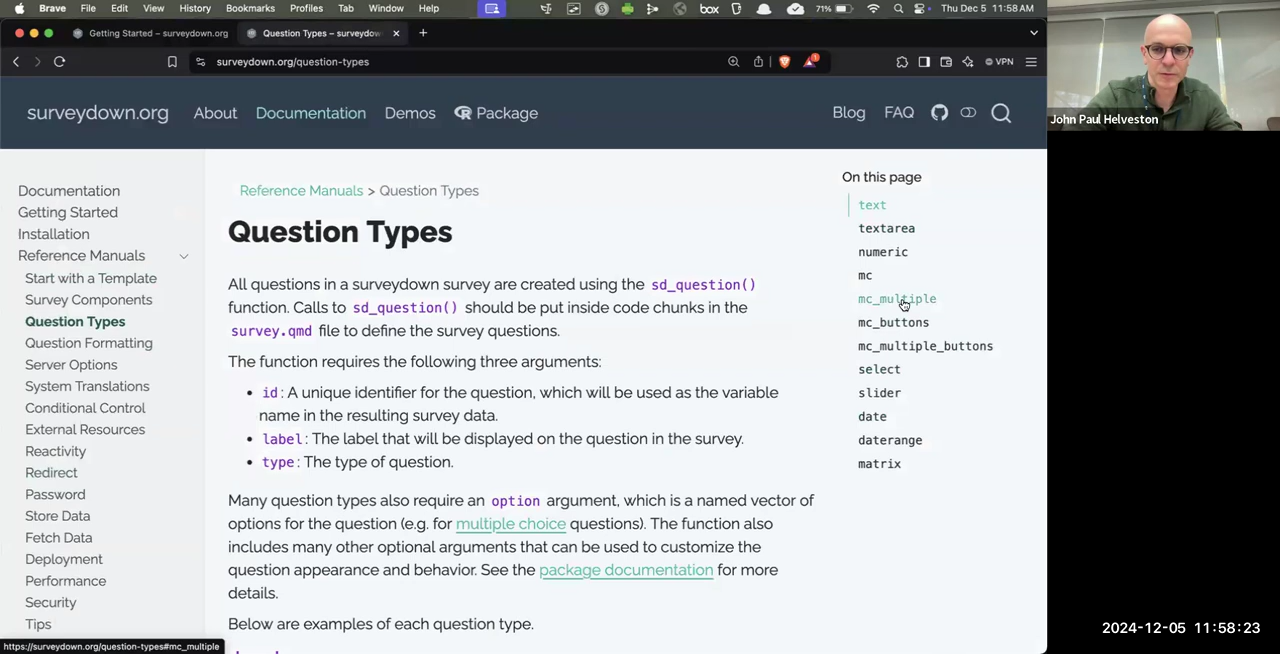 Brave File Edit View History Bookmarks Profiles Tab Window Help box 71% Thu Dec 5 11:58 AM
Getting Started – surveydown.org
Question Types – surveydow
surveydown.org/question-types
VPN
surveydown.org About Documentation Demos Package Blog FAQ
Documentation
Getting Started
Installation
Reference Manuals
Start with a Template
Survey Components
Question Types
Question Formatting
Server Options
System Translations
Conditional Control
External Resources
Reactivity
Redirect
Password
Store Data
Fetch Data
Deployment
Performance
Security
Tips
https://surveydown.org/question-types#mc_multiple
Reference Manuals > Question Types
Question Types
All questions in a surveydown survey are created using the sd_question()
function. Calls to sd_question() should be put inside code chunks in the
survey.qmd file to define the survey questions.
The function requires the following three arguments:
• id: A unique identifier for the question, which will be used as the variable
name in the resulting survey data.
• label: The label that will be displayed on the question in the survey.
• type: The type of question.
Many question types also require an option argument, which is a named vector of
options for the question (e.g. for multiple choice questions). The function also
includes many other optional arguments that can be used to customize the
question appearance and behavior. See the package documentation for more
details.
Below are examples of each question type.
On this page
text
textarea
numeric
mc
mc_multiple
mc_buttons
mc_multiple_buttons
select
slider
date
daterange
matrix
John Paul Helveston
2024-12-05 11:58:23